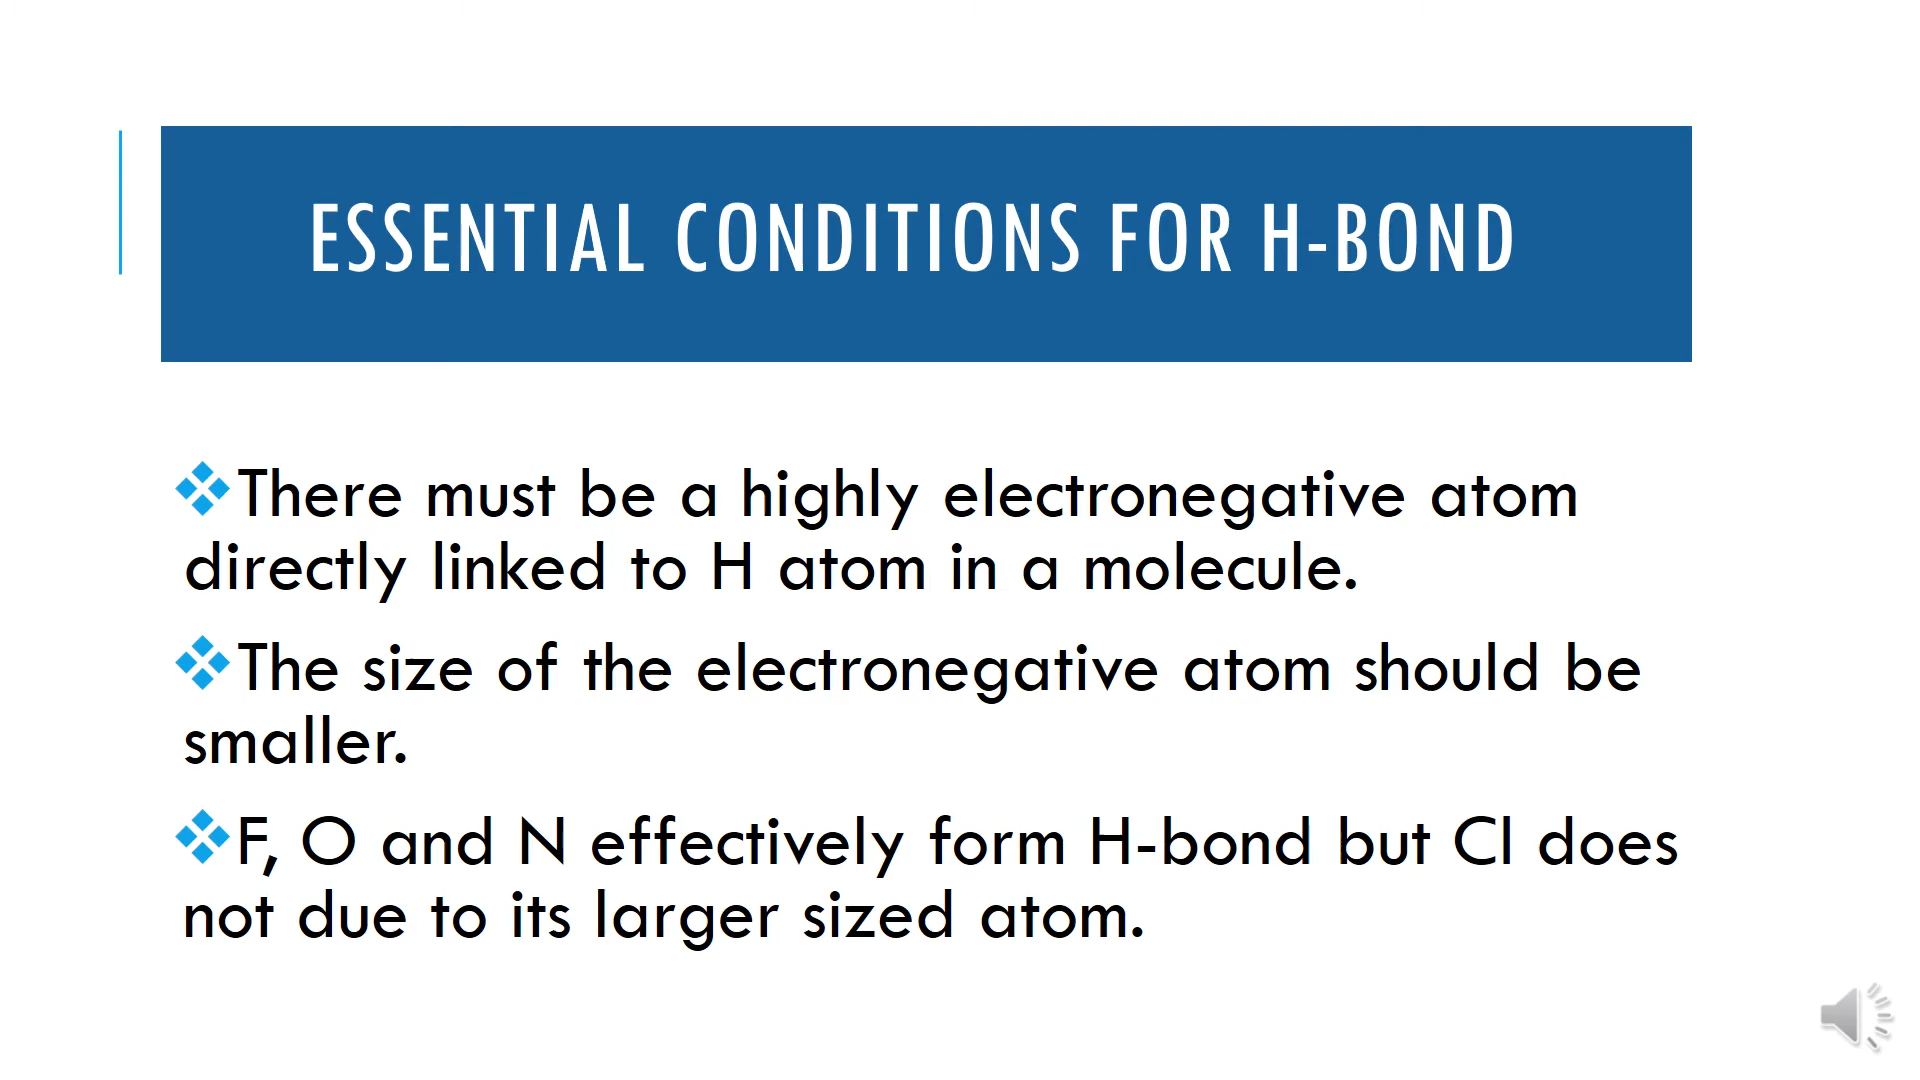 ESSENTIAL CONDITIONS FOR H-BOND
❖There must be a highly electronegative atom
directly linked to H atom in a molecule.
❖The size of the electronegative atom should be
smaller.
❖F, O and N effectively form H-bond but Cl does
not due to its larger sized atom.